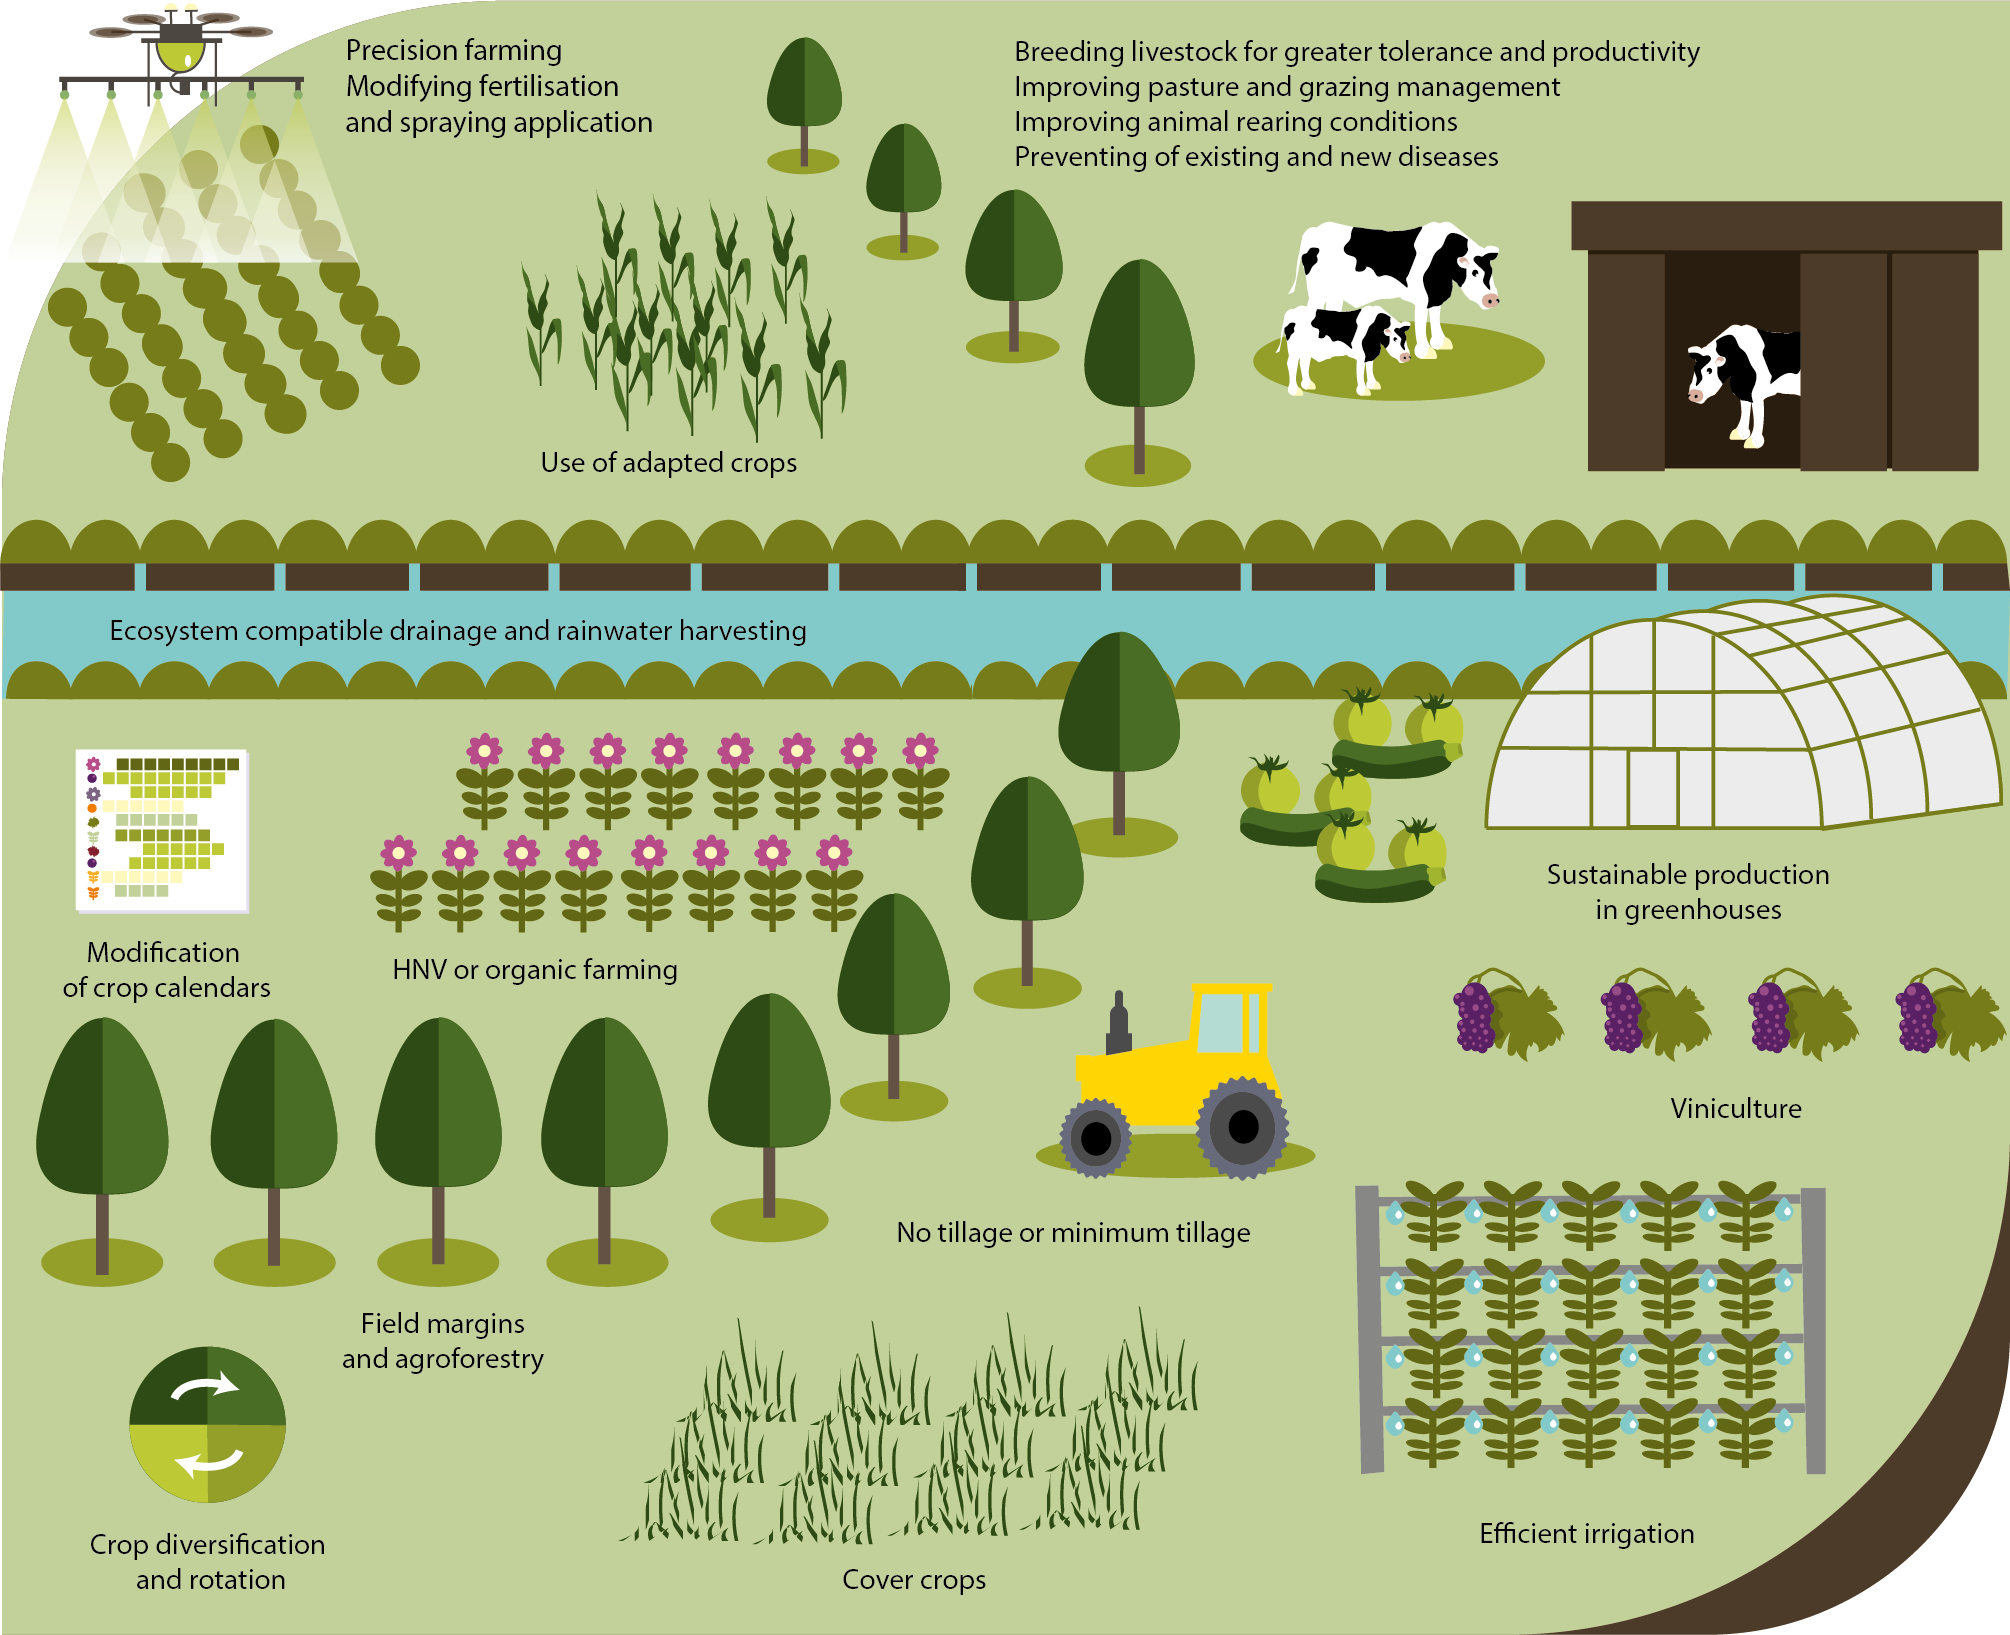 Precision farming
Modifying fertilisation
and spraying application
Breeding livestock for greater tolerance and productivity
Improving pasture and grazing management
Improving animal rearing conditions
Preventing of existing and new diseases
Use of adapted crops
Ecosystem compatible drainage and rainwater harvesting
Modification
of crop calendars
HNV or organic farming
Sustainable production
in greenhouses
Viniculture
No tillage or minimum tillage
Field margins
and agroforestry
Crop diversification
and rotation
Cover crops
Efficient irrigation